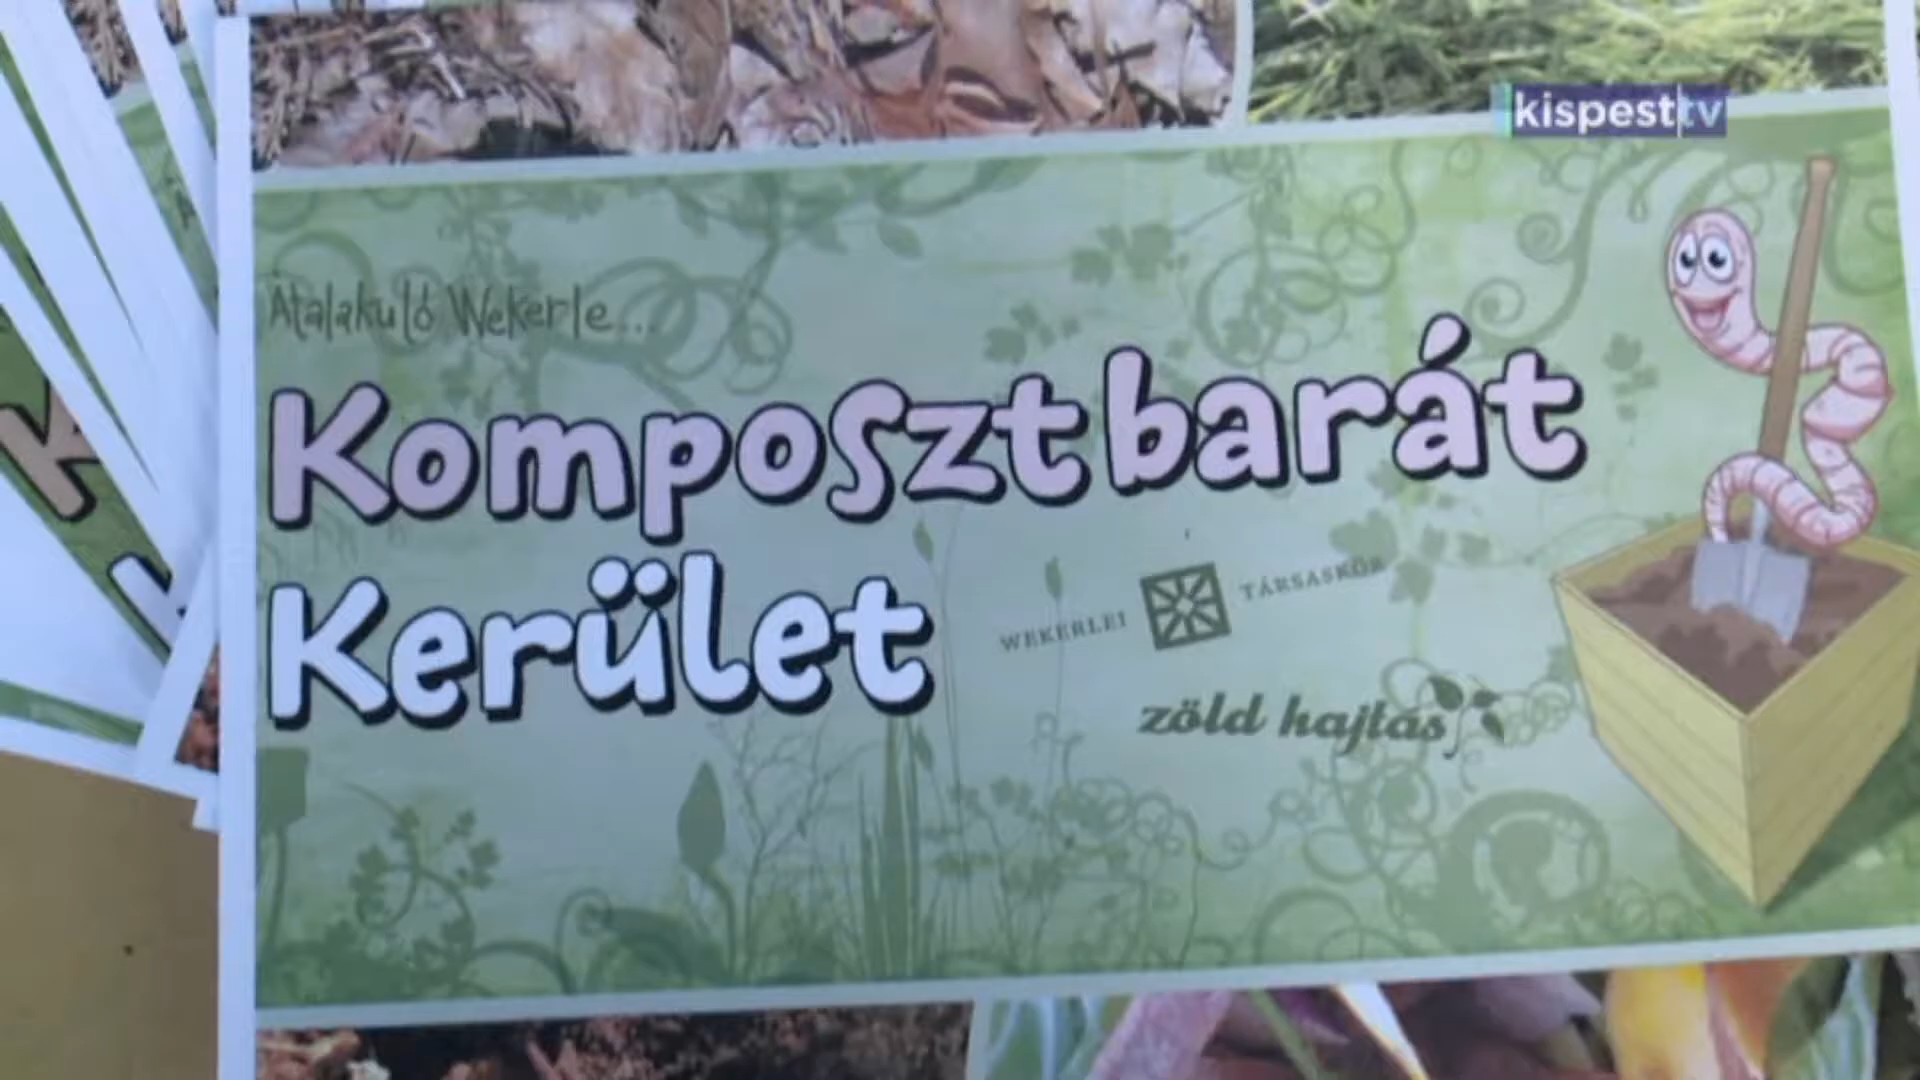 kispest tv
Átalakuló Wekerle...
Komposztbarát
Kerület
WEKERLEI TÁRSASKÖR
zöld hajtás
K